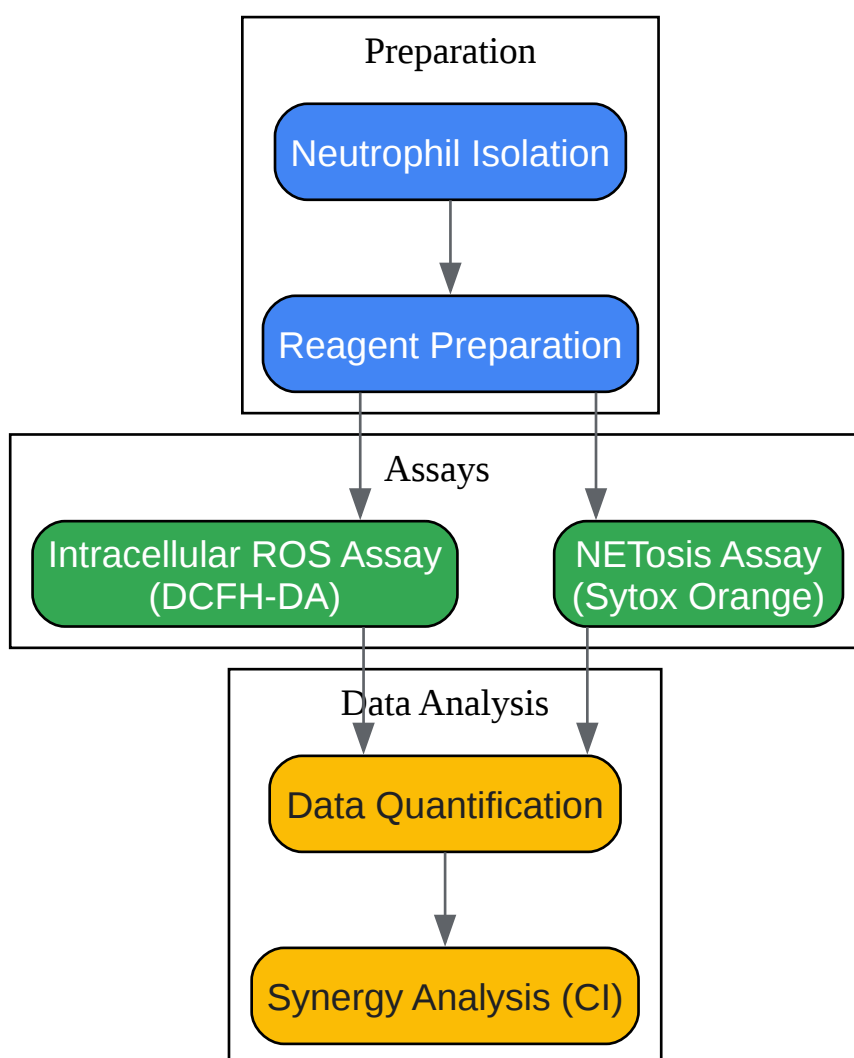 Preparation
Neutrophil Isolation
Reagent Preparation
Assays
Intracellular ROS Assay
(DCFH-DA)
NETosis Assay
(Sytox Orange)
Data Analysis
Data Quantification
Synergy Analysis (CI)